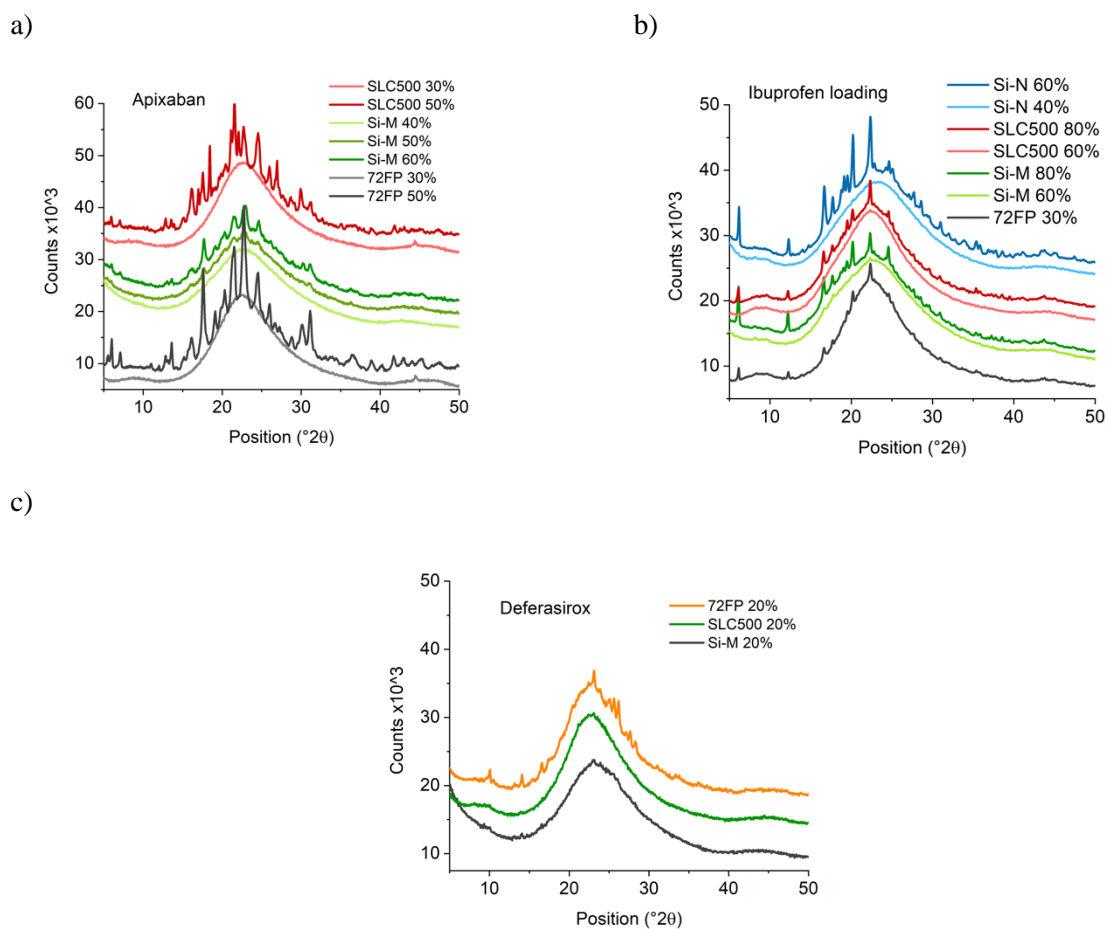 a)
b)
Apixaban
SLC500 30%
SLC500 50%
Si-M 40%
Si-M 50%
Si-M 60%
72FP 30%
72FP 50%
60
50
40
30
20
10
Counts x10^3
10 20 30 40 50
Position (°2θ)
Ibuprofen loading
Si-N 60%
Si-N 40%
SLC500 80%
SLC500 60%
Si-M 80%
Si-M 60%
72FP 30%
50
40
30
20
10
Counts x10^3
10 20 30 40 50
Position (°2θ)
c)
Deferasirox
72FP 20%
SLC500 20%
Si-M 20%
50
40
30
20
10
Counts x10^3
10 20 30 40 50
Position (°2θ)